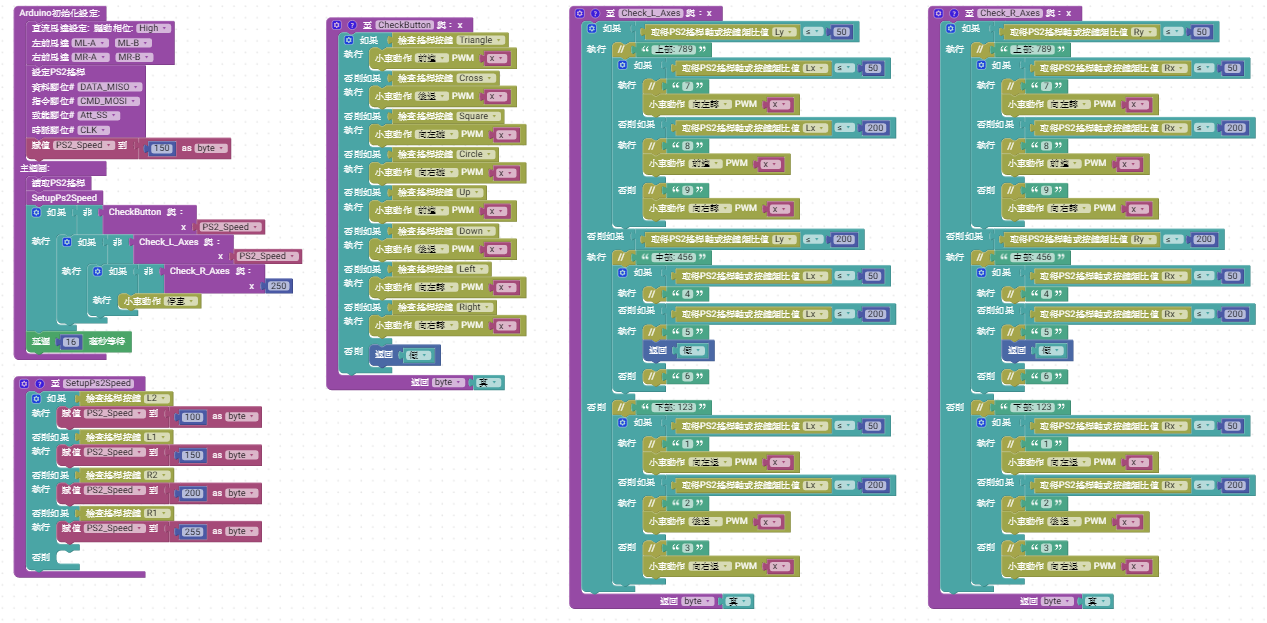 Arduino初始化設定:
直流馬達設定: 驅動相位: High
左前馬達 ML-A ML-B
右前馬達 MR-A MR-B
設定PS2搖桿
資料腳位# DATA_MISO
指令腳位# CMD_MOSI
致能腳位# Att_SS
時脈腳位# CLK
賦值 PS2_Speed 到 150 as byte
主迴圈:
讀取PS2搖桿
SetupPs2Speed
如果 非 CheckButton 與:
x PS2_Speed
執行 如果 非 Check_L_Axes 與:
x PS2_Speed
執行 如果 非 Check_R_Axes 與:
x 250
執行 小車動作 停車
延遲 16 毫秒等待
至 SetupPs2Speed
如果 檢查搖桿按鍵 L2
執行 賦值 PS2_Speed 到 100 as byte
否則如果 檢查搖桿按鍵 L1
執行 賦值 PS2_Speed 到 150 as byte
否則如果 檢查搖桿按鍵 R2
執行 賦值 PS2_Speed 到 200 as byte
否則如果 檢查搖桿按鍵 R1
執行 賦值 PS2_Speed 到 255 as byte
否則
至 CheckButton 與: x
如果 檢查搖桿按鍵 Triangle
執行 小車動作 前進 PWM x
否則如果 檢查搖桿按鍵 Cross
執行 小車動作 後退 PWM x
否則如果 檢查搖桿按鍵 Square
執行 小車動作 PWM x
否則如果 檢查搖桿按鍵 Circle
執行 小車動作 PWM x
否則如果 檢查搖桿按鍵 Up
執行 小車動作 前進 PWM x
否則如果 檢查搖桿按鍵 Down
執行 小車動作 後退 PWM x
否則如果 檢查搖桿按鍵 Left
執行 小車動作 向左轉 PWM x
否則如果 檢查搖桿按鍵 Right
執行 小車動作 向右轉 PWM x
否則 返回 假
返回 byte 真
至 Check_L_Axes 與: x
如果 取得PS2搖桿軸或按鍵類比值 Ly ≤ 50
執行 // “ 上部: 789 ”
如果 取得PS2搖桿軸或按鍵類比值 Lx ≤ 50
執行 // “ 7 ”
小車動作 向左轉 PWM x
否則如果 取得PS2搖桿軸或按鍵類比值 Lx ≤ 200
執行 // “ 8 ”
小車動作 前進 PWM x
否則 // “ 9 ”
小車動作 向右轉 PWM x
否則如果 取得PS2搖桿軸或按鍵類比值 Ly ≤ 200
執行 // “ 中部: 456 ”
如果 取得PS2搖桿軸或按鍵類比值 Lx ≤ 50
執行 // “ 4 ”
否則如果 取得PS2搖桿軸或按鍵類比值 Lx ≤ 200
執行 // “ 5 ”
返回 假
否則 // “ 6 ”
否則 // “ 下部: 123 ”
如果 取得PS2搖桿軸或按鍵類比值 Lx ≤ 50
執行 // “ 1 ”
小車動作 向左退 PWM x
否則如果 取得PS2搖桿軸或按鍵類比值 Lx ≤ 200
執行 // “ 2 ”
小車動作 後退 PWM x
否則 // “ 3 ”
小車動作 向右退 PWM x
返回 byte 真
至 Check_R_Axes 與: x
如果 取得PS2搖桿軸或按鍵類比值 Ry ≤ 50
執行 // “ 上部: 789 ”
如果 取得PS2搖桿軸或按鍵類比值 Rx ≤ 50
執行 // “ 7 ”
小車動作 向左轉 PWM x
否則如果 取得PS2搖桿軸或按鍵類比值 Rx ≤ 200
執行 // “ 8 ”
小車動作 前進 PWM x
否則 // “ 9 ”
小車動作 向右轉 PWM x
否則如果 取得PS2搖桿軸或按鍵類比值 Ry ≤ 200
執行 // “ 中部: 456 ”
如果 取得PS2搖桿軸或按鍵類比值 Rx ≤ 50
執行 // “ 4 ”
否則如果 取得PS2搖桿軸或按鍵類比值 Rx ≤ 200
執行 // “ 5 ”
返回 假
否則 // “ 6 ”
否則 // “ 下部: 123 ”
如果 取得PS2搖桿軸或按鍵類比值 Rx ≤ 50
執行 // “ 1 ”
小車動作 向左退 PWM x
否則如果 取得PS2搖桿軸或按鍵類比值 Rx ≤ 200
執行 // “ 2 ”
小車動作 後退 PWM x
否則 // “ 3 ”
小車動作 向右退 PWM x
返回 byte 真